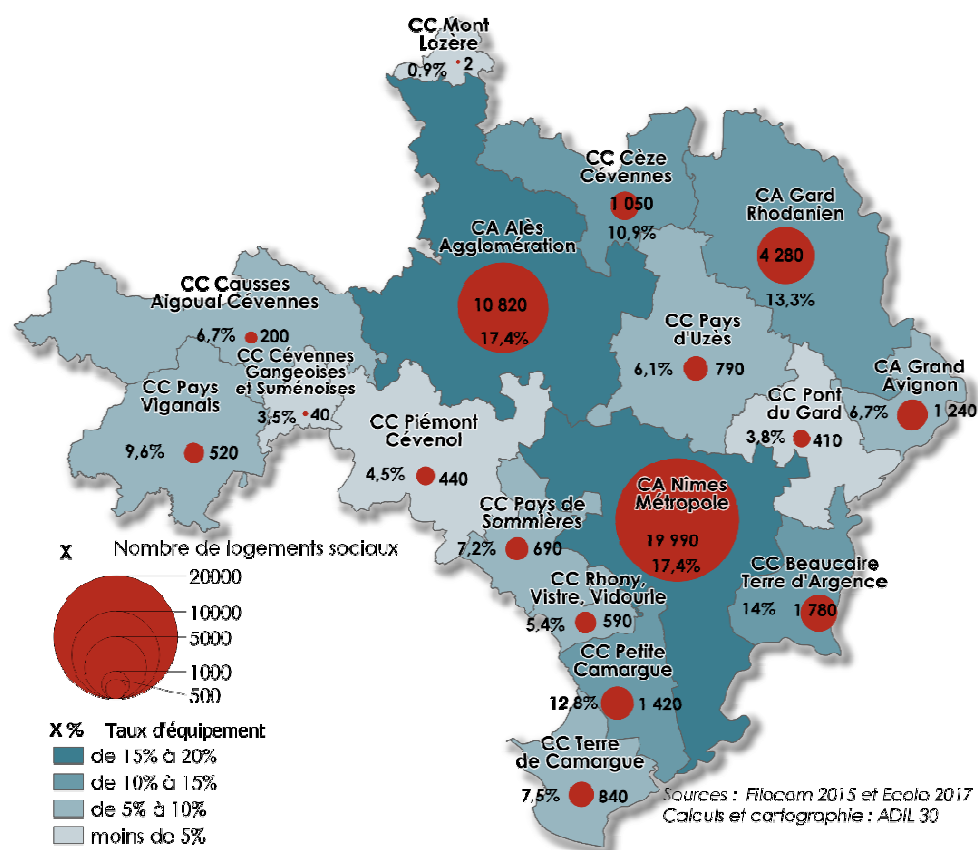 CC Mont
Lozère
0,9% 2
CC Cèze
Cévennes
1 050
10,9%
CA Gard
Rhodanien
4 280
13,3%
CA Alès
Agglomération
10 820
17,4%
CC Causses
Aigoual Cévennes
6,7% 200
CC Cévennes
Gangeoises
et Suménoises
3,5% 40
CC Pays
Viganais
9,6% 520
CC Pays
d'Uzès
6,1% 790
CA Grand
Avignon
6,7% 1 240
CC Pont
du Gard
3,8% 410
CC Piémont
Cévenol
4,5% 440
CA Nîmes
Métropole
19 990
17,4%
CC Pays de
Sommières
7,2% 690
CC Beaucaire
Terre d'Argence
14% 1 780
CC Rhony,
Vistre, Vidourle
5,4% 590
CC Petite
Camargue
12,8% 1 420
CC Terre
de Camargue
7,5% 840
X Nombre de logements sociaux
20000
10000
5000
1000
500
X % Taux d'équipement
de 15% à 20%
de 10% à 15%
de 5% à 10%
moins de 5%
Sources : Filocom 2015 et Ecolo 2017
Calculs et cartographie : ADIL 30